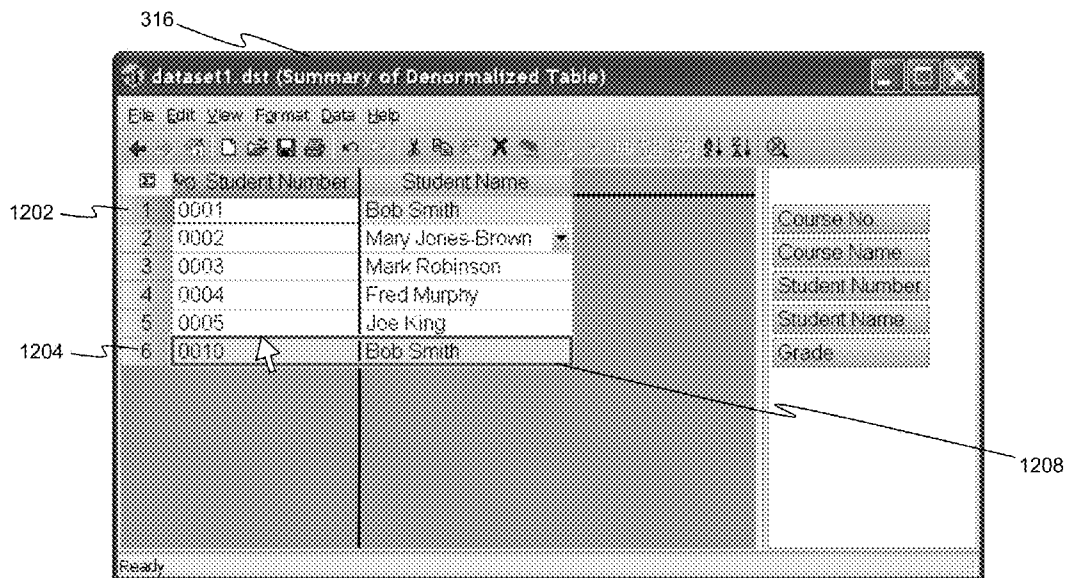 316
dataset1.dst (Summary of Denormalized Table)
File Edit View Format Data Help
Σ Student Number Student Name
1202
1 0001 Bob Smith
2 0002 Mary Jones-Brown
3 0003 Mark Robinson
4 0004 Fred Murphy
5 0005 Joe King
1204
6 0010 Bob Smith
Course No.
Course Name
Student Number
Student Name
Grade
1208
Ready